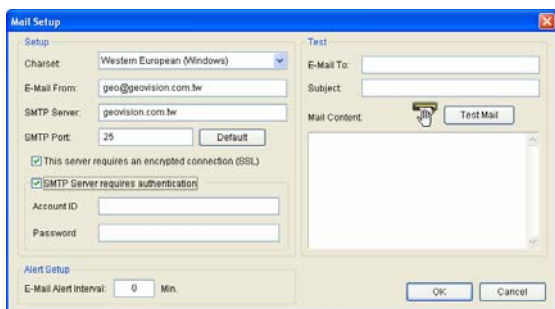 Mail Setup
Setup
Charset: Western European (Windows)
E-Mail From: geo@geovision.com.tw
SMTP Server: geovision.com.tw
SMTP Port: 25 Default
This server requires an encrypted connection (SSL)
SMTP Server requires authentication
Account ID
Password
Alert Setup
E-Mail Alert Interval: 0 Min.
Test
E-Mail To:
Subject:
Mail Content: Test Mail
OK Cancel